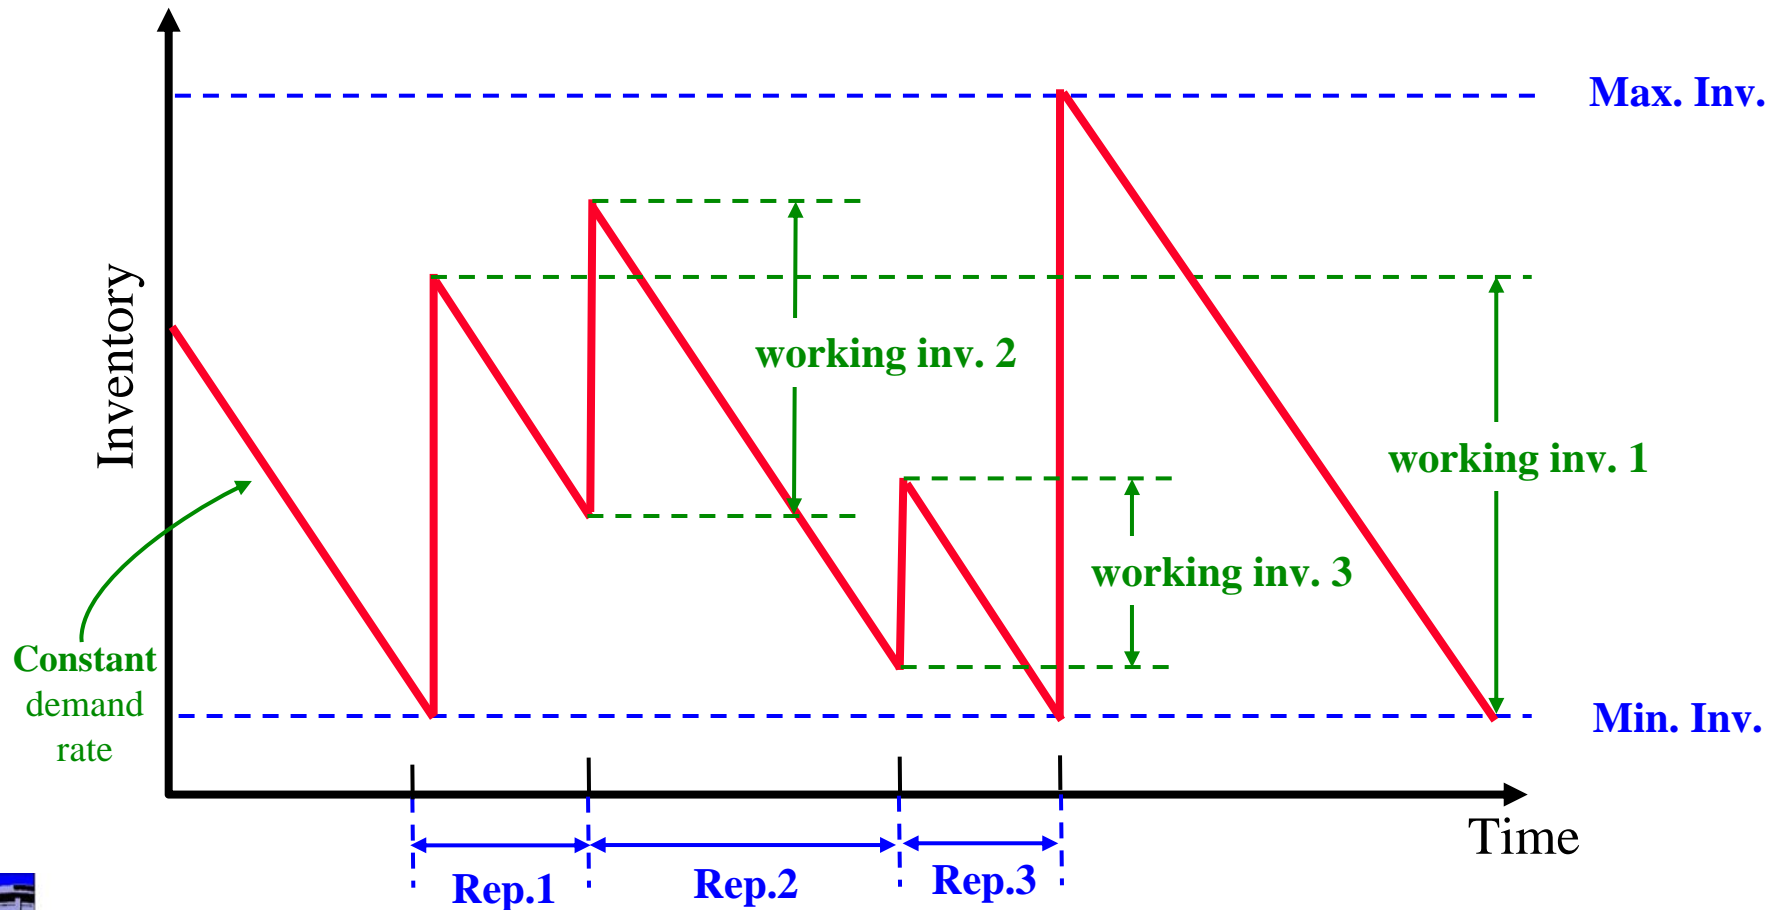 Max. Inv.
Inventory
working inv. 2
working inv. 1
working inv. 3
Constant
demand
rate
Min. Inv.
Time
Rep.1
Rep.2
Rep.3